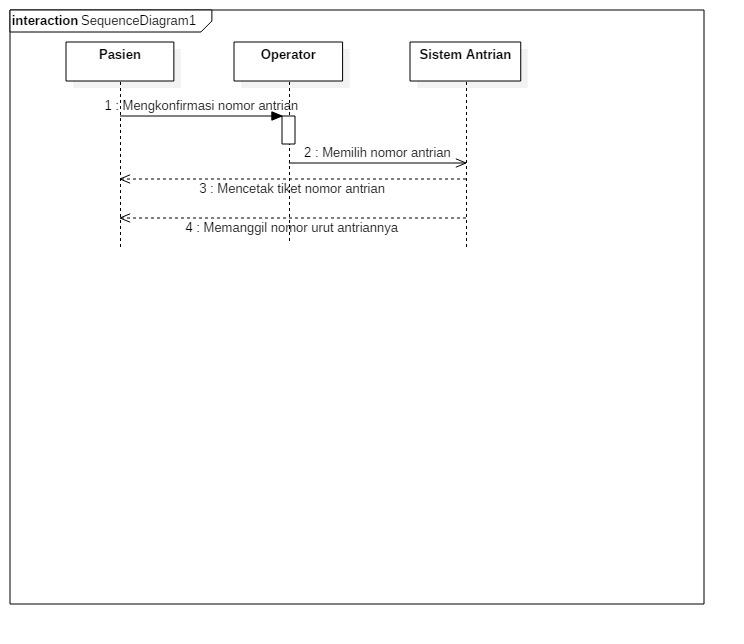 interaction SequenceDiagram1
Pasien
Operator
Sistem Antrian
1 : Mengkonfirmasi nomor antrian
2 : Memilih nomor antrian
3 : Mencetak tiket nomor antrian
4 : Memanggil nomor urut antriannya